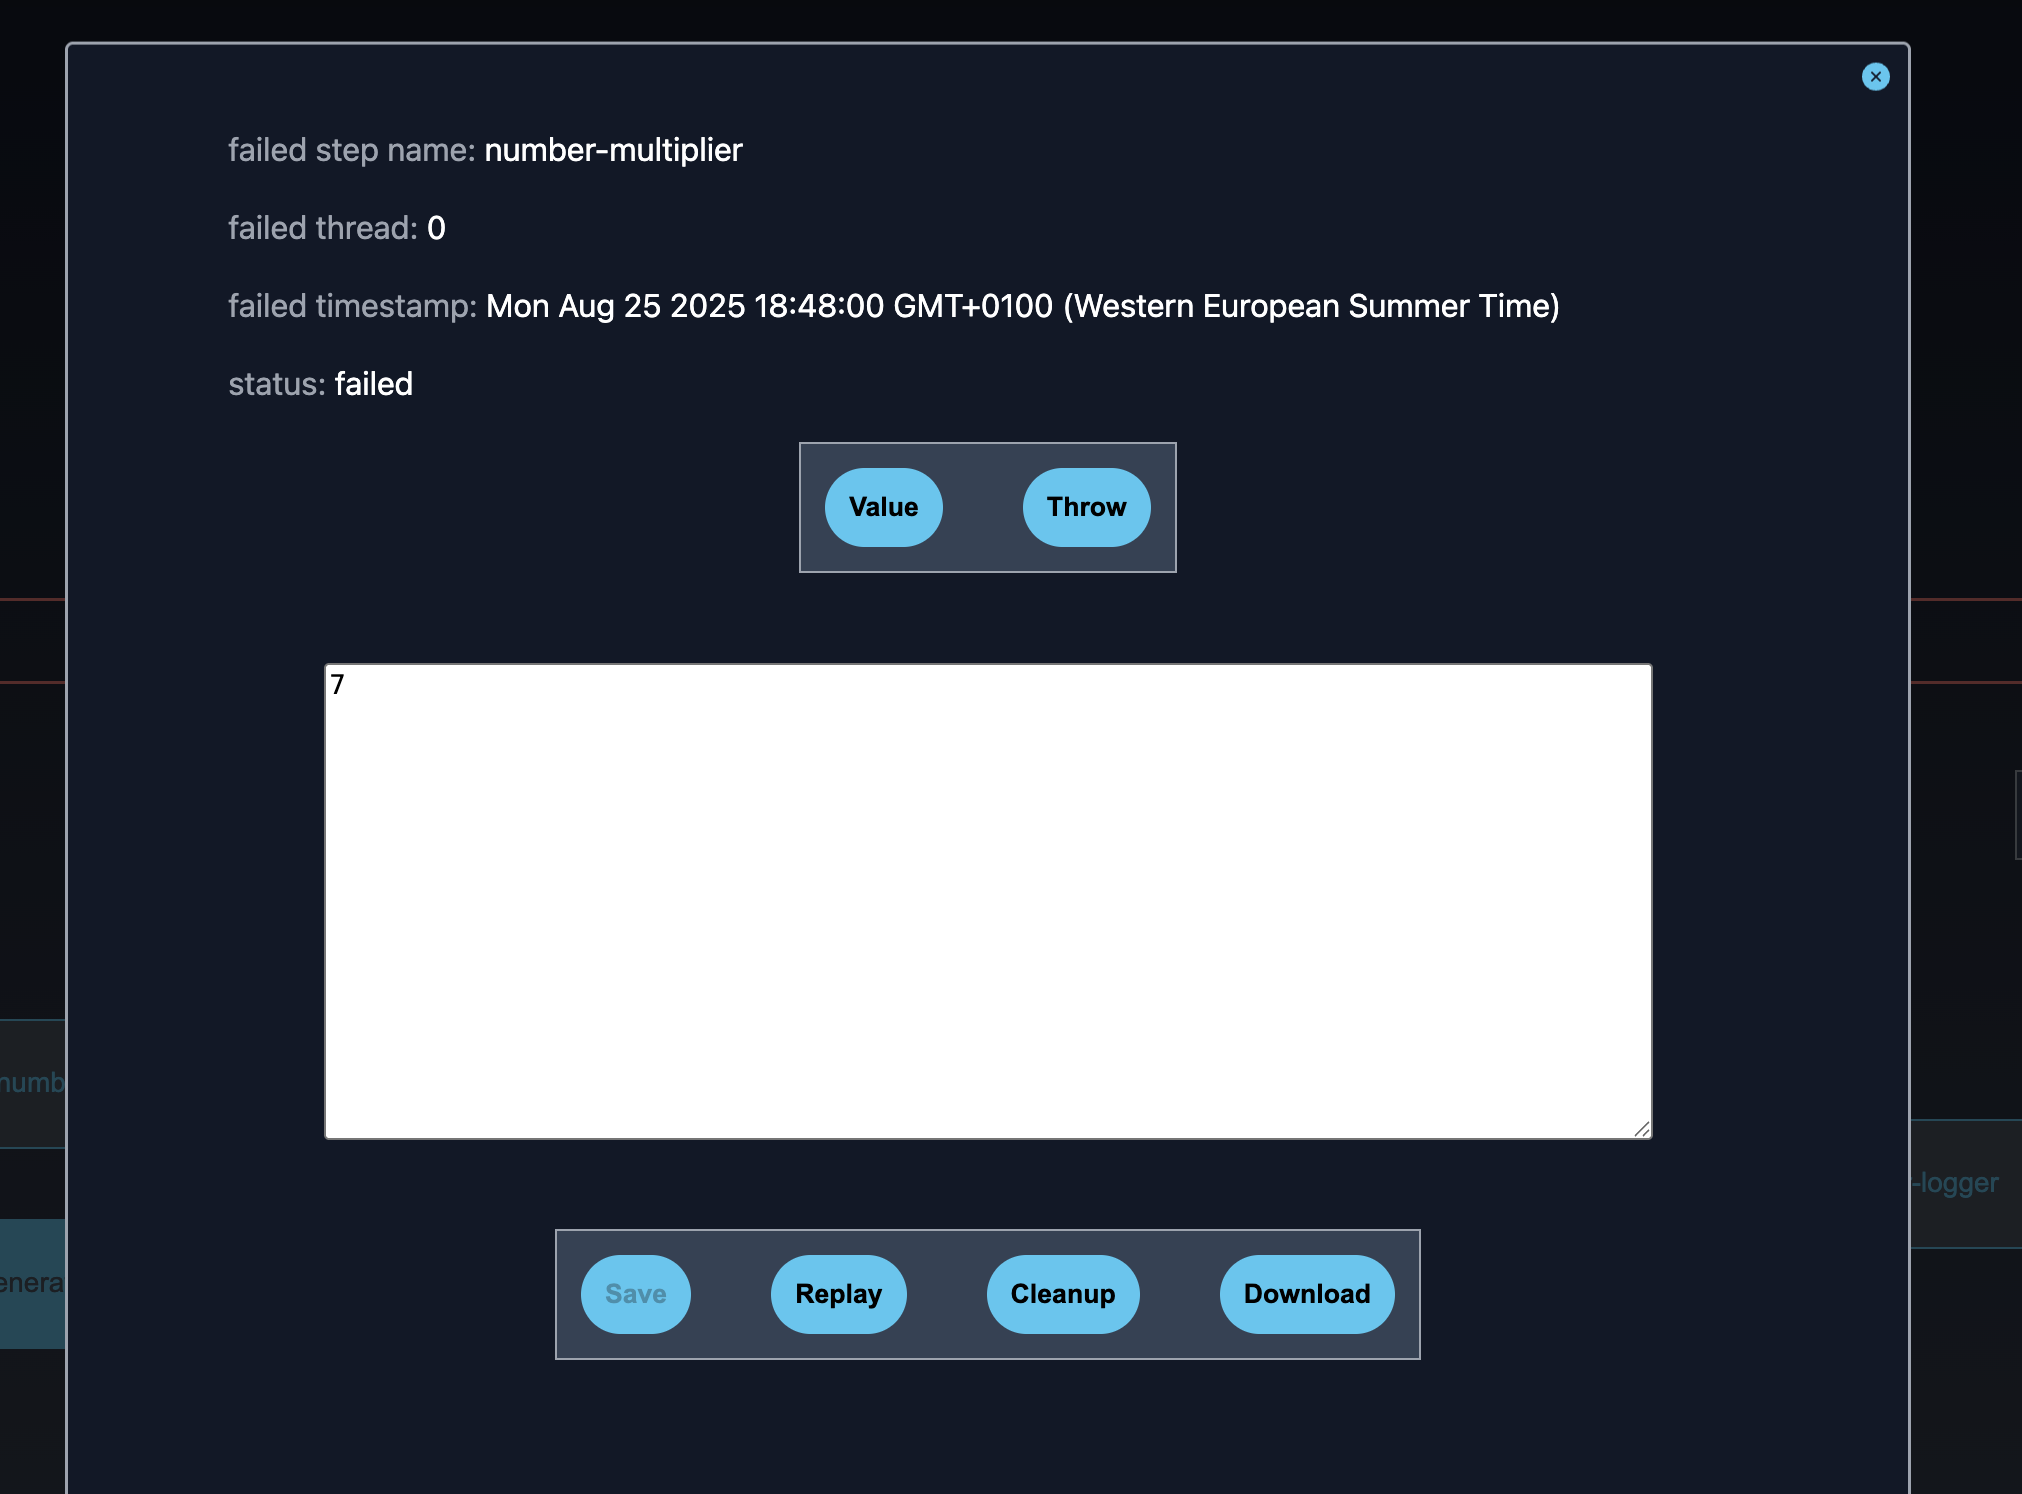 failed step name: number-multiplier
failed thread: 0
failed timestamp: Mon Aug 25 2025 18:48:00 GMT+0100 (Western European Summer Time)
status: failed
Value Throw
7
numb
-logger
enera
Save Replay Cleanup Download